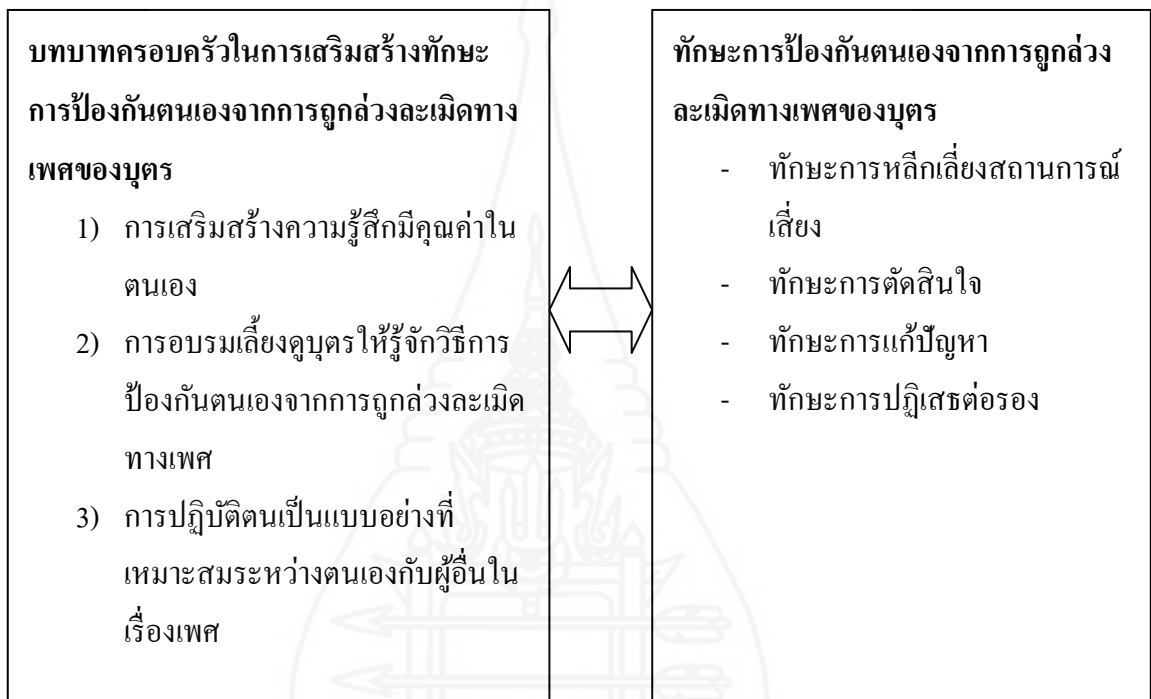 บทบาทครอบครัวในการเสริมสร้างทักษะ
การป้องกันตนเองจากการถูกล่วงละเมิดทาง
เพศของบุตร
1) การเสริมสร้างความรู้สึกมีคุณค่าใน
ตนเอง
2) การอบรมเลี้ยงดูบุตรให้รู้จักวิธีการ
ป้องกันตนเองจากการถูกล่วงละเมิด
ทางเพศ
3) การปฏิบัติตนเป็นแบบอย่างที่
เหมาะสมระหว่างตนเองกับผู้อื่นใน
เรื่องเพศ
ทักษะการป้องกันตนเองจากการถูกล่วง
ละเมิดทางเพศของบุตร
- ทักษะการหลีกเลี่ยงสถานการณ์
เสี่ยง
- ทักษะการตัดสินใจ
- ทักษะการแก้ปัญหา
- ทักษะการปฏิเสธต่อรอง